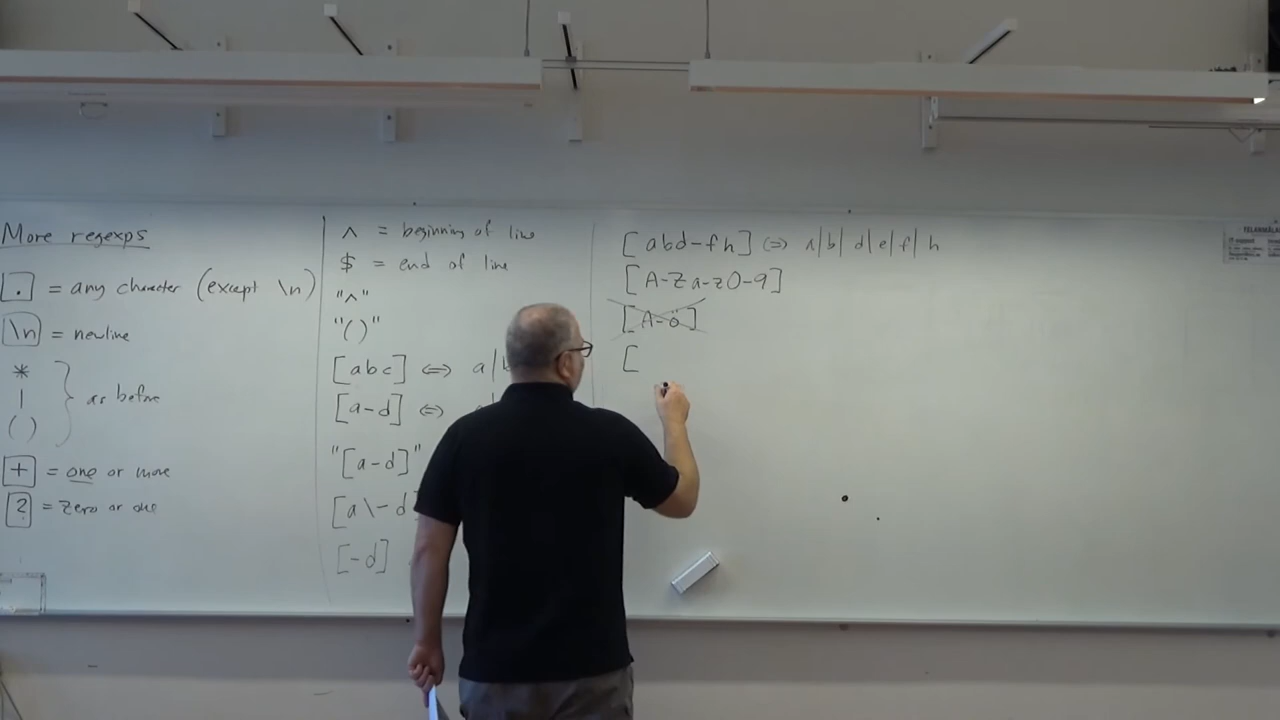 More regexps
. = any character (except \n)
\n = newline
*
|
()
as before
+ = one or more
? = zero or one
^ = beginning of line
$ = end of line
"^"
"()"
[abc] ⇔ a|
[a-d] ⇔
"[a-d]"
[a\-d
[-d]
[abd-fh] ⇔ a|b|d|e|f|h
[A-Za-z0-9]
[A-ö]
[